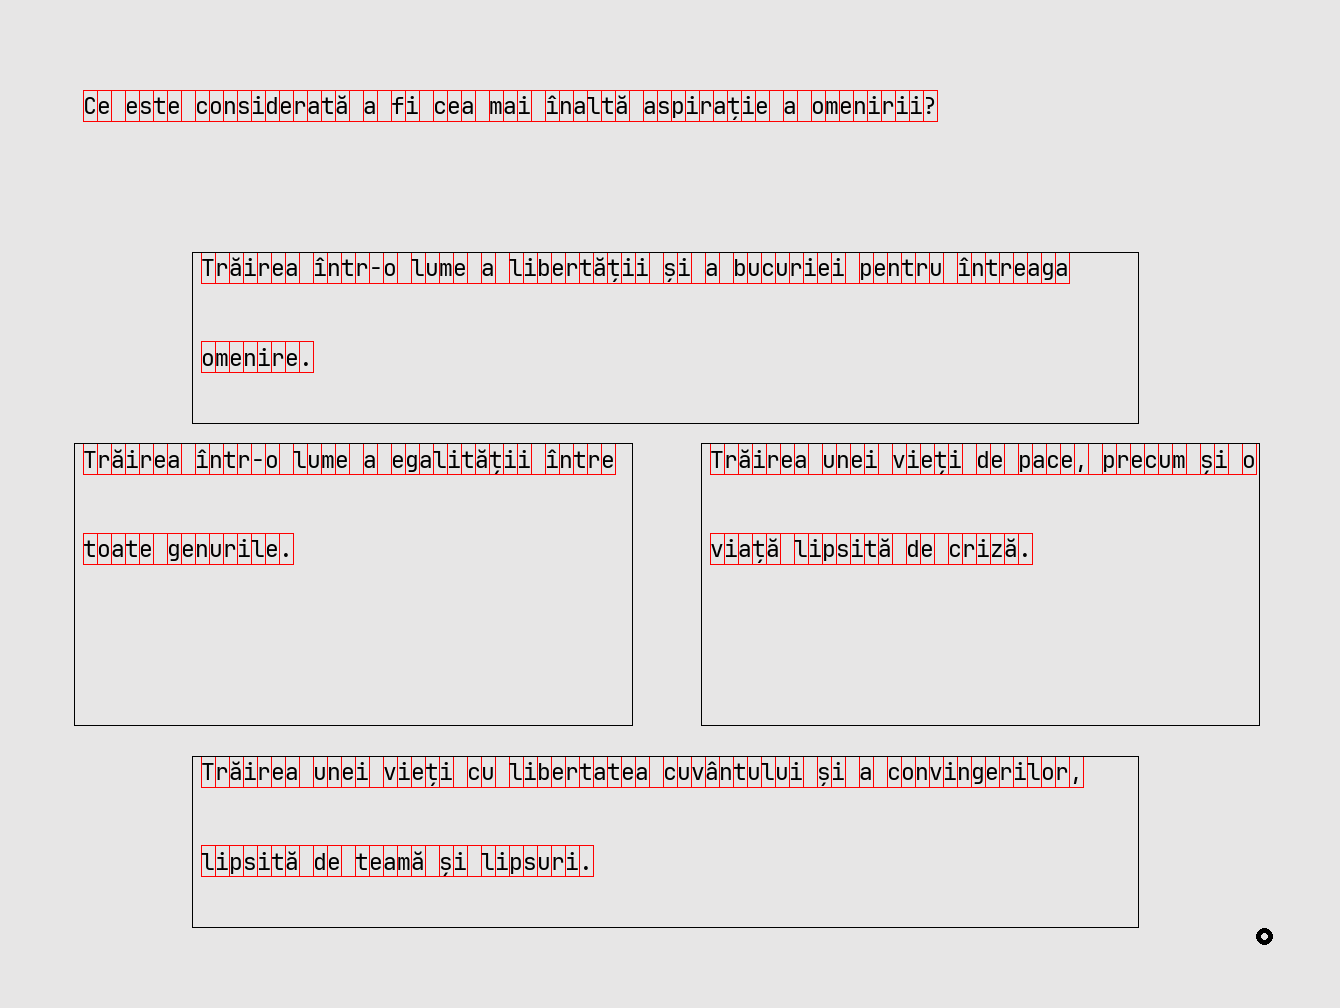 Ce este considerată a fi cea mai înaltă aspirație a omenirii?
Trăirea într-o lume a libertății și a bucuriei pentru întreaga
omenire.
Trăirea într-o lume a egalității între
toate genurile.
Trăirea unei vieți de pace, precum și o
viață lipsită de criză.
Trăirea unei vieți cu libertatea cuvântului și a convingerilor,
lipsită de teamă și lipsuri.